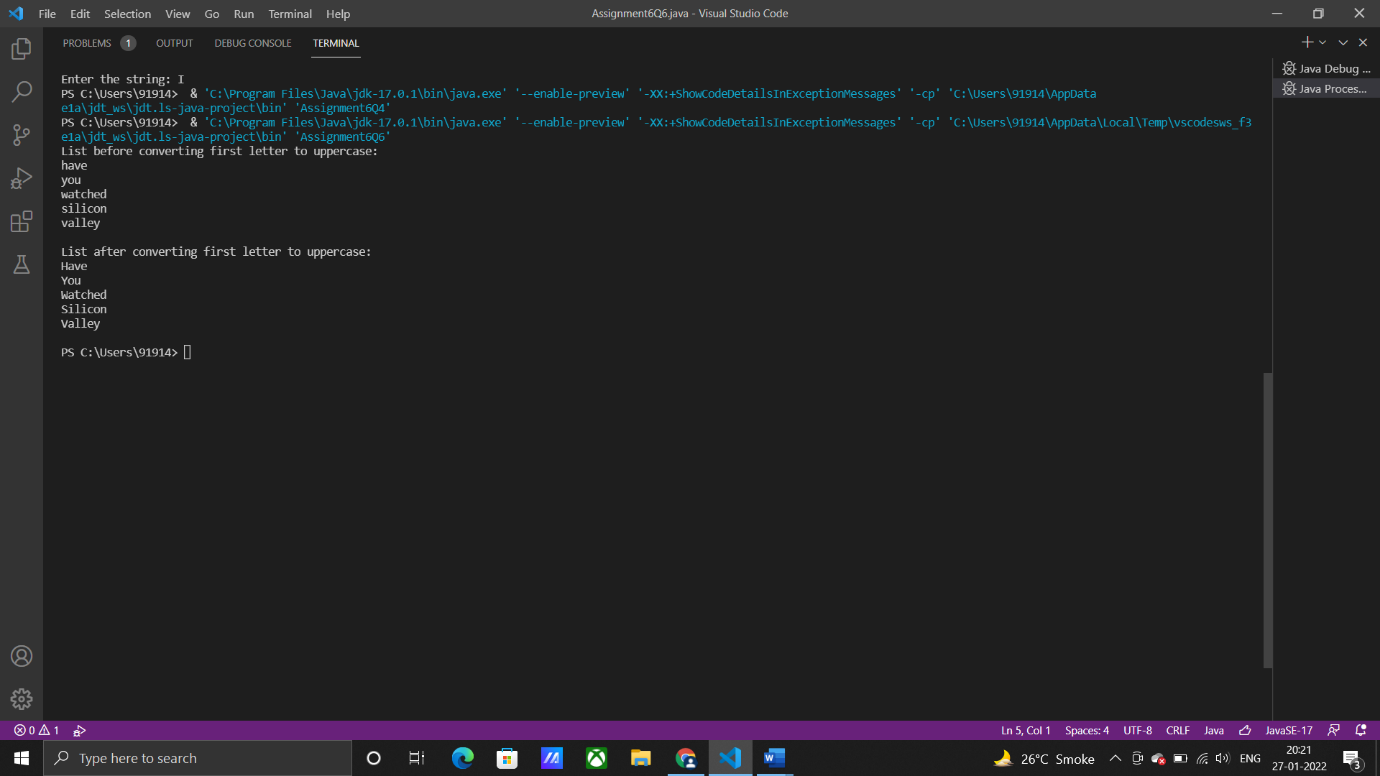 File Edit Selection View Go Run Terminal Help
Assignment6Q6.java - Visual Studio Code
PROBLEMS 1 OUTPUT DEBUG CONSOLE TERMINAL
Java Debug ...
Java Proces...
Enter the string: I
PS C:\Users\91914>  & 'C:\Program Files\Java\jdk-17.0.1\bin\java.exe' '--enable-preview' '-XX:+ShowCodeDetailsInExceptionMessages' '-cp' 'C:\Users\91914\AppData
e1a\jdt_ws\jdt.ls-java-project\bin' 'Assignment6Q4'
PS C:\Users\91914>  & 'C:\Program Files\Java\jdk-17.0.1\bin\java.exe' '--enable-preview' '-XX:+ShowCodeDetailsInExceptionMessages' '-cp' 'C:\Users\91914\AppData\Local\Temp\vscodesws_f3
e1a\jdt_ws\jdt.ls-java-project\bin' 'Assignment6Q6'
List before converting first letter to uppercase:
have
you
watched
silicon
valley
List after converting first letter to uppercase:
Have
You
Watched
Silicon
Valley
PS C:\Users\91914>
0 1 Ln 5, Col 1 Spaces: 4 UTF-8 CRLF Java JavaSE-17
Type here to search
26°C Smoke
ENG
20:21
27-01-2022
3